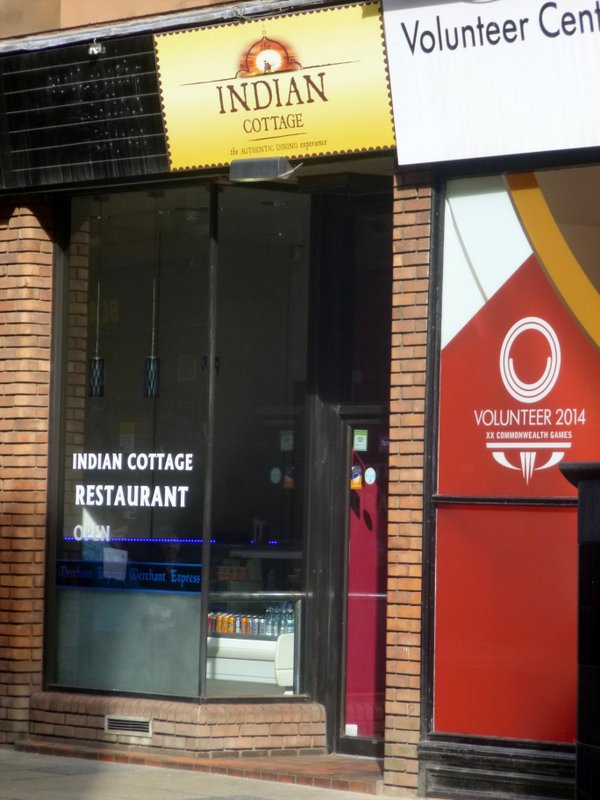 the
INDIAN
COTTAGE
the AUTHENTIC DINING experience
Volunteer Cent
INDIAN COTTAGE
RESTAURANT
OPEN
Merchant Express Merchant Express
VOLUNTEER 2014
XX COMMONWEALTH GAMES